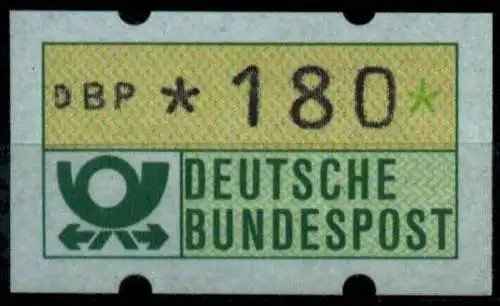 DBP *180*
DEUTSCHE
BUNDESPOST